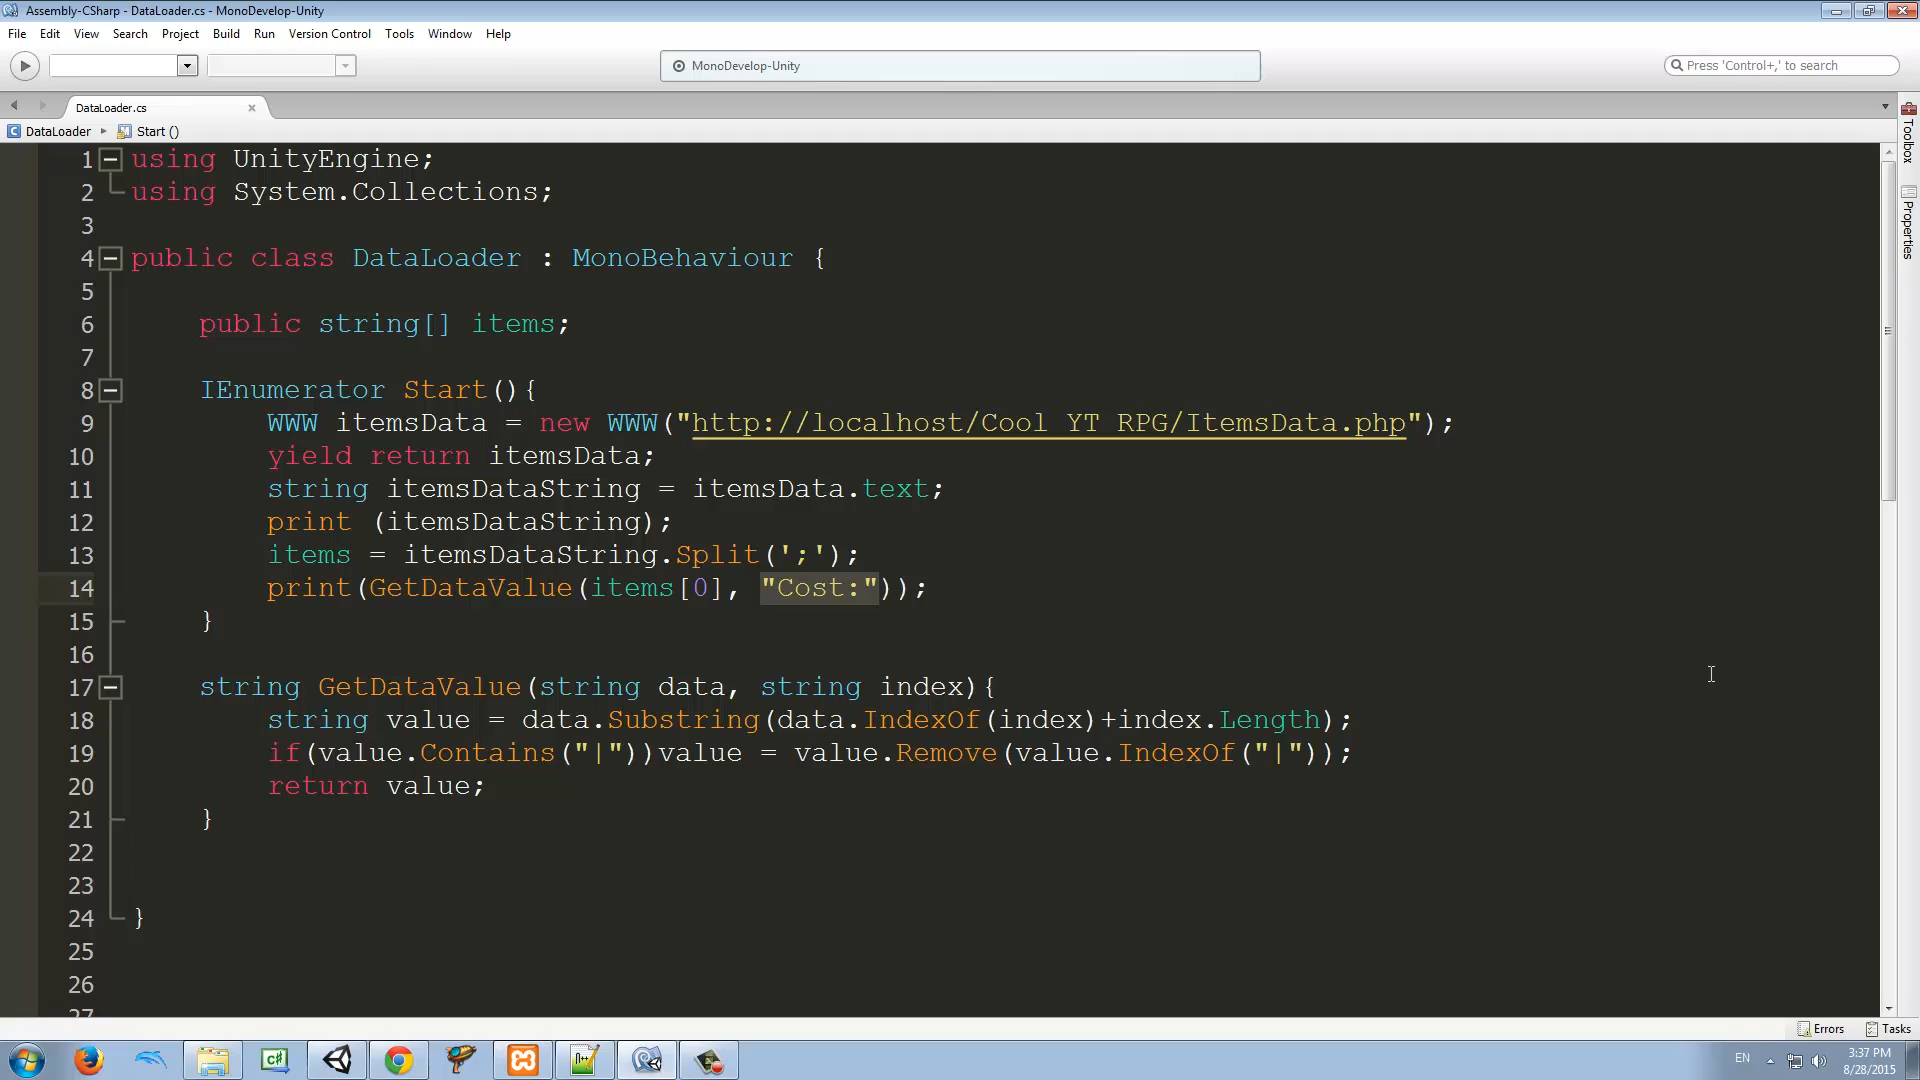 Assembly-CSharp - DataLoader.cs - MonoDevelop-Unity
File Edit View Search Project Build Run Version Control Tools Window Help
MonoDevelop-Unity
Press 'Control+,' to search
DataLoader.cs
DataLoader Start ()
1 using UnityEngine;
2 using System.Collections;
3
4 public class DataLoader : MonoBehaviour {
5
6 public string[] items;
7
8 IEnumerator Start(){
9 WWW itemsData = new WWW("http://localhost/Cool_YT_RPG/ItemsData.php");
10 yield return itemsData;
11 string itemsDataString = itemsData.text;
12 print (itemsDataString);
13 items = itemsDataString.Split(';');
14 print(GetDataValue(items[0], "Cost:"));
15 }
16
17 string GetDataValue(string data, string index){
18 string value = data.Substring(data.IndexOf(index)+index.Length);
19 if(value.Contains("|"))value = value.Remove(value.IndexOf("|"));
20 return value;
21 }
22
23
24 }
25
26
27
Toolbox
Properties
Errors Tasks
C#
EN
3:37 PM
8/28/2015